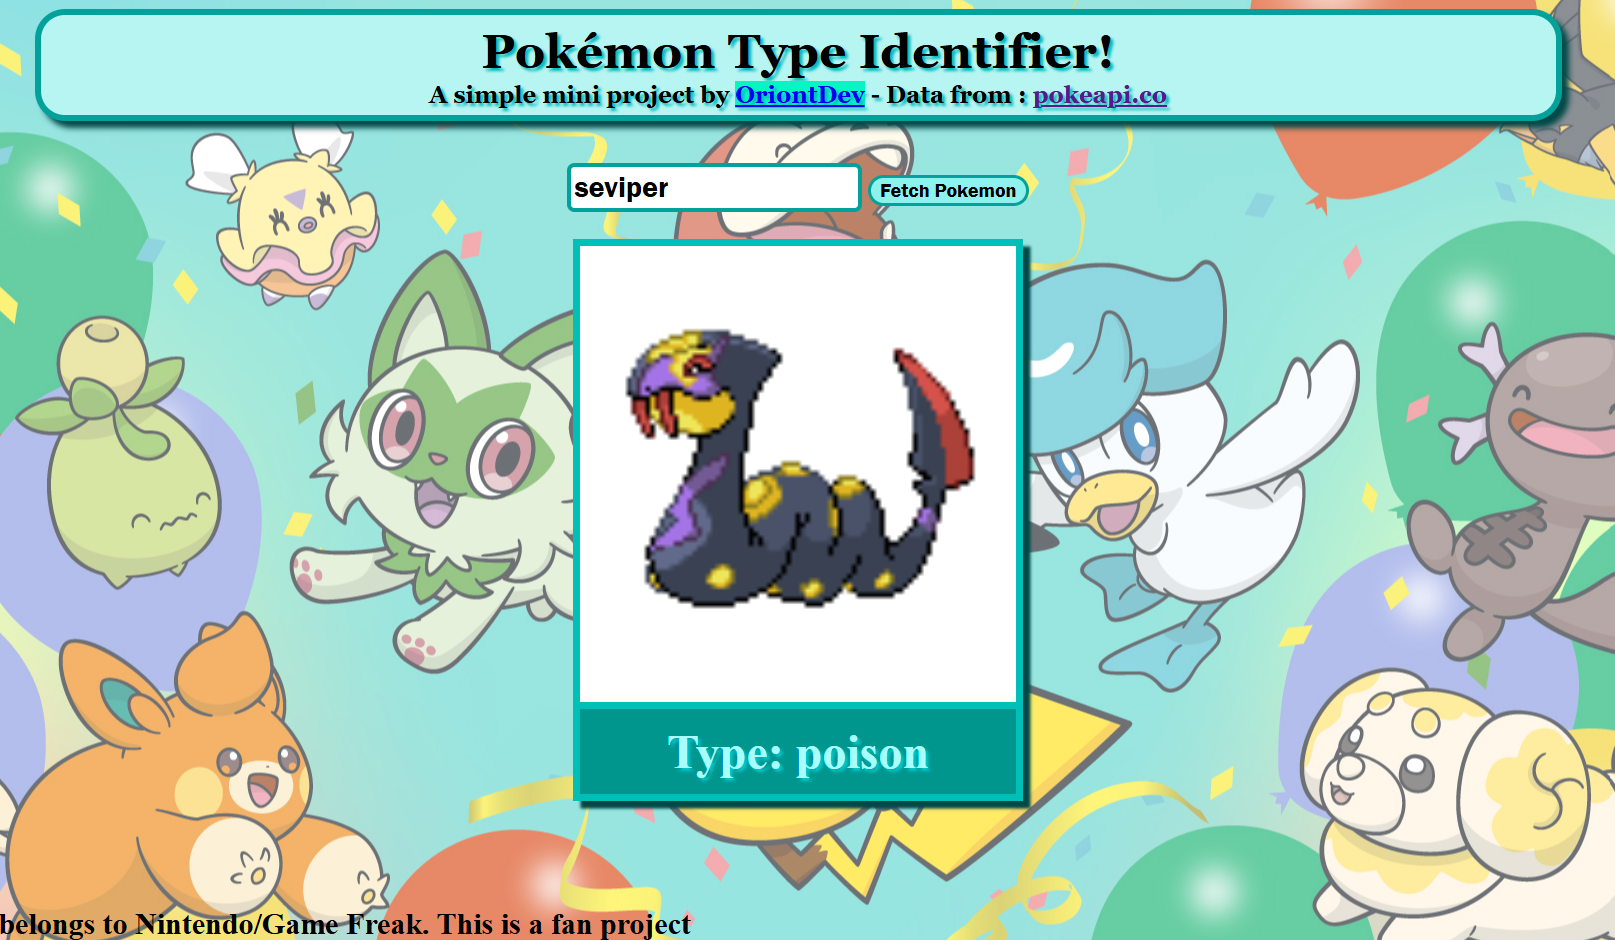 Pokémon Type Identifier!
A simple mini project by OriontDev - Data from : pokeapi.co
seviper Fetch Pokemon
Type: poison
belongs to Nintendo/Game Freak. This is a fan project